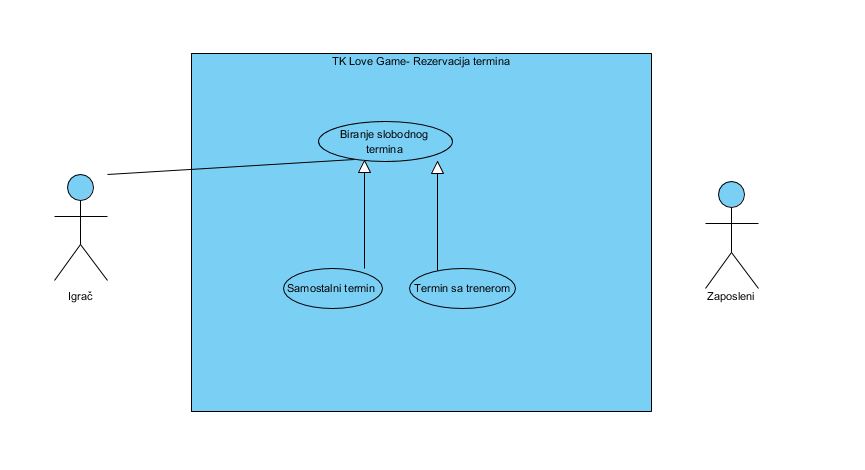 TK Love Game- Rezervacija termina
Biranje slobodnog
termina
Samostalni termin
Termin sa trenerom
Igrač
Zaposleni